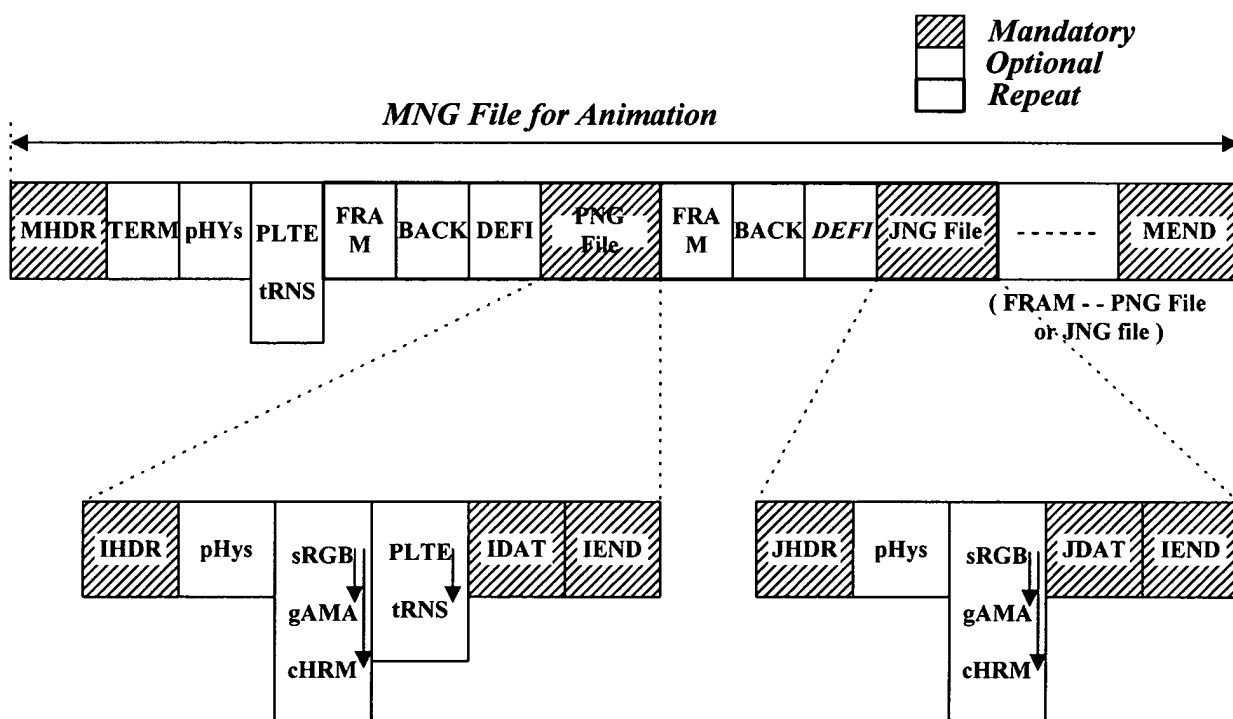 Mandatory
Optional
Repeat
MNG File for Animation
MHDR TERM pHYs PLTE FRA M BACK DEFI PNG File FRA M BACK DEFI JNG File ------ MEND
tRNS
( FRAM - - PNG File
or JNG file )
IHDR pHys sRGB PLTE IDAT IEND
gAMA tRNS
cHRM
JHDR pHys sRGB JDAT IEND
gAMA
cHRM